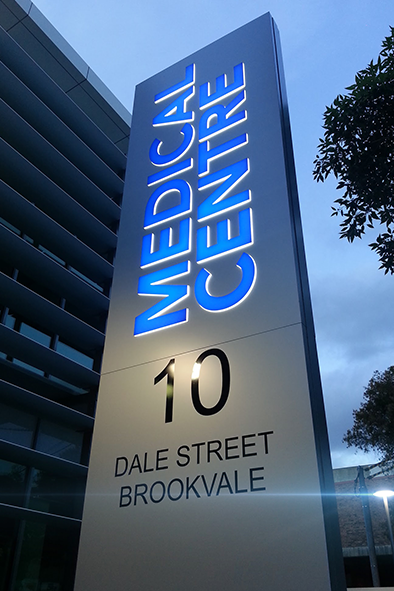 MEDICAL
CENTRE
10
DALE STREET
BROOKVALE